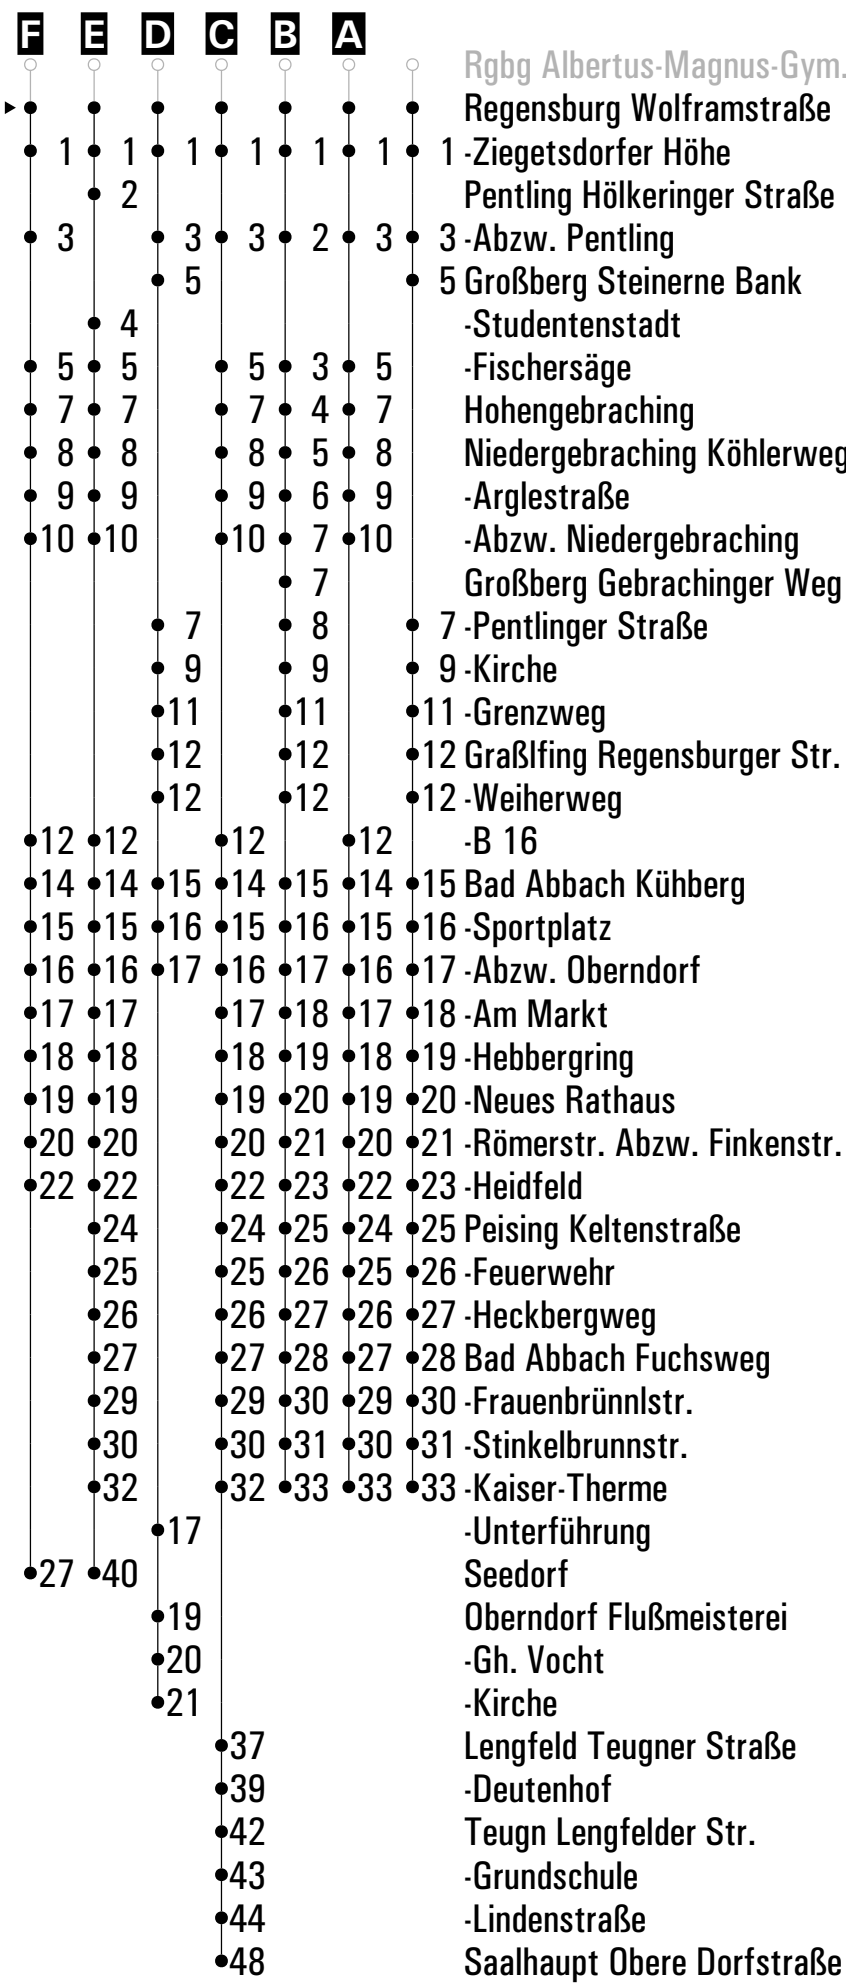 F E D C B A
Rgbg Albertus-Magnus-Gym.
Regensburg Wolframstraße
1 1 1 1 1 1 1 -Ziegetsdorfer Höhe
2 Pentling Hölkeringer Straße
3 3 3 2 3 3 -Abzw. Pentling
5 5 Großberg Steinerne Bank
4 -Studentenstadt
5 5 5 3 5 -Fischersäge
7 7 7 4 7 Hohengebraching
8 8 8 5 8 Niedergebraching Köhlerweg
9 9 9 6 9 -Arglestraße
10 10 10 7 10 -Abzw. Niedergebraching
7 Großberg Gebrachinger Weg
7 8 7 -Pentlinger Straße
9 9 9 -Kirche
11 11 11 -Grenzweg
12 12 12 Graßlfing Regensburger Str.
12 12 12 -Weiherweg
12 12 12 12 -B 16
14 14 15 14 15 14 15 Bad Abbach Kühberg
15 15 16 15 16 15 16 -Sportplatz
16 16 17 16 17 16 17 -Abzw. Oberndorf
17 17 17 18 17 18 -Am Markt
18 18 18 19 18 19 -Hebbergring
19 19 19 20 19 20 -Neues Rathaus
20 20 20 21 20 21 -Römerstr. Abzw. Finkenstr.
22 22 22 23 22 23 -Heidfeld
24 24 25 24 25 Peising Keltenstraße
25 25 26 25 26 -Feuerwehr
26 26 27 26 27 -Heckbergweg
27 27 28 27 28 Bad Abbach Fuchsweg
29 29 30 29 30 -Frauenbrünnlstr.
30 30 31 30 31 -Stinkelbrunnstr.
32 32 33 33 33 -Kaiser-Therme
17 -Unterführung
27 40 Seedorf
19 Oberndorf Flußmeisterei
20 -Gh. Vocht
21 -Kirche
37 Lengfeld Teugner Straße
39 -Deutenhof
42 Teugn Lengfelder Str.
43 -Grundschule
44 -Lindenstraße
48 Saalhaupt Obere Dorfstraße